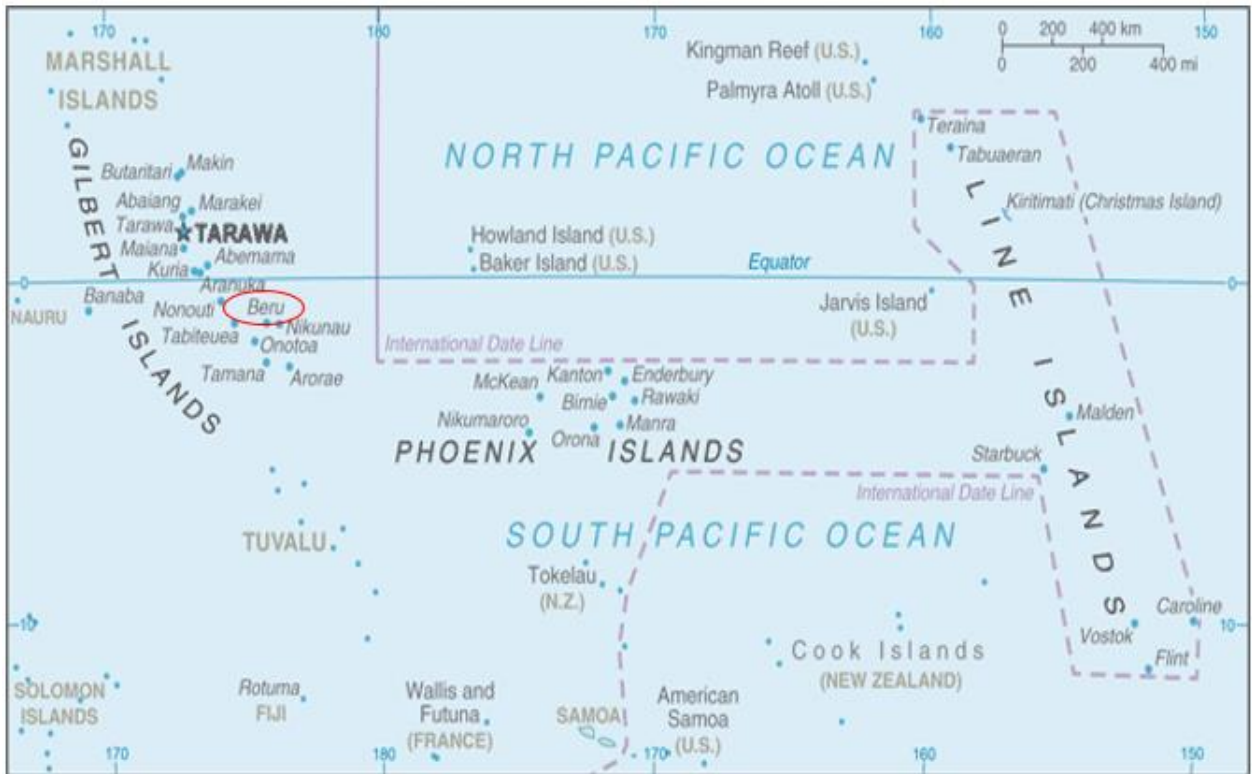 170
180
170
160
150
0 200 400 km
0 200 400 mi
MARSHALL
ISLANDS
Kingman Reef (U.S.)
Palmyra Atoll (U.S.)
GILBERT
ISLANDS
Butaritari
Makin
Abaiang
Marakei
Tarawa
TARAWA
Maiana
Abemama
Kuria
Aranuka
NORTH PACIFIC OCEAN
Teraina
Tabuaeran
LINE ISLANDS
Kiritimati (Christmas Island)
Howland Island (U.S.)
Baker Island (U.S.)
Equator
0
0
NAURU
Banaba
Nonouti
Beru
Nikunau
Tabiteuea
Onotoa
Tamana
Arorae
Jarvis Island
(U.S.)
International Date Line
McKean
Kanton
Enderbury
Birnie
Rawaki
Nikumaroro
Orona
Manra
PHOENIX ISLANDS
Malden
Starbuck
International Date Line
SOUTH PACIFIC OCEAN
TUVALU
Tokelau
(N.Z.)
10
10
Caroline
Vostok
Flint
Cook Islands
(NEW ZEALAND)
SOLOMON
ISLANDS
Rotuma
FIJI
Wallis and
Futuna
(FRANCE)
SAMOA
American
Samoa
(U.S.)
170
180
170
160
150